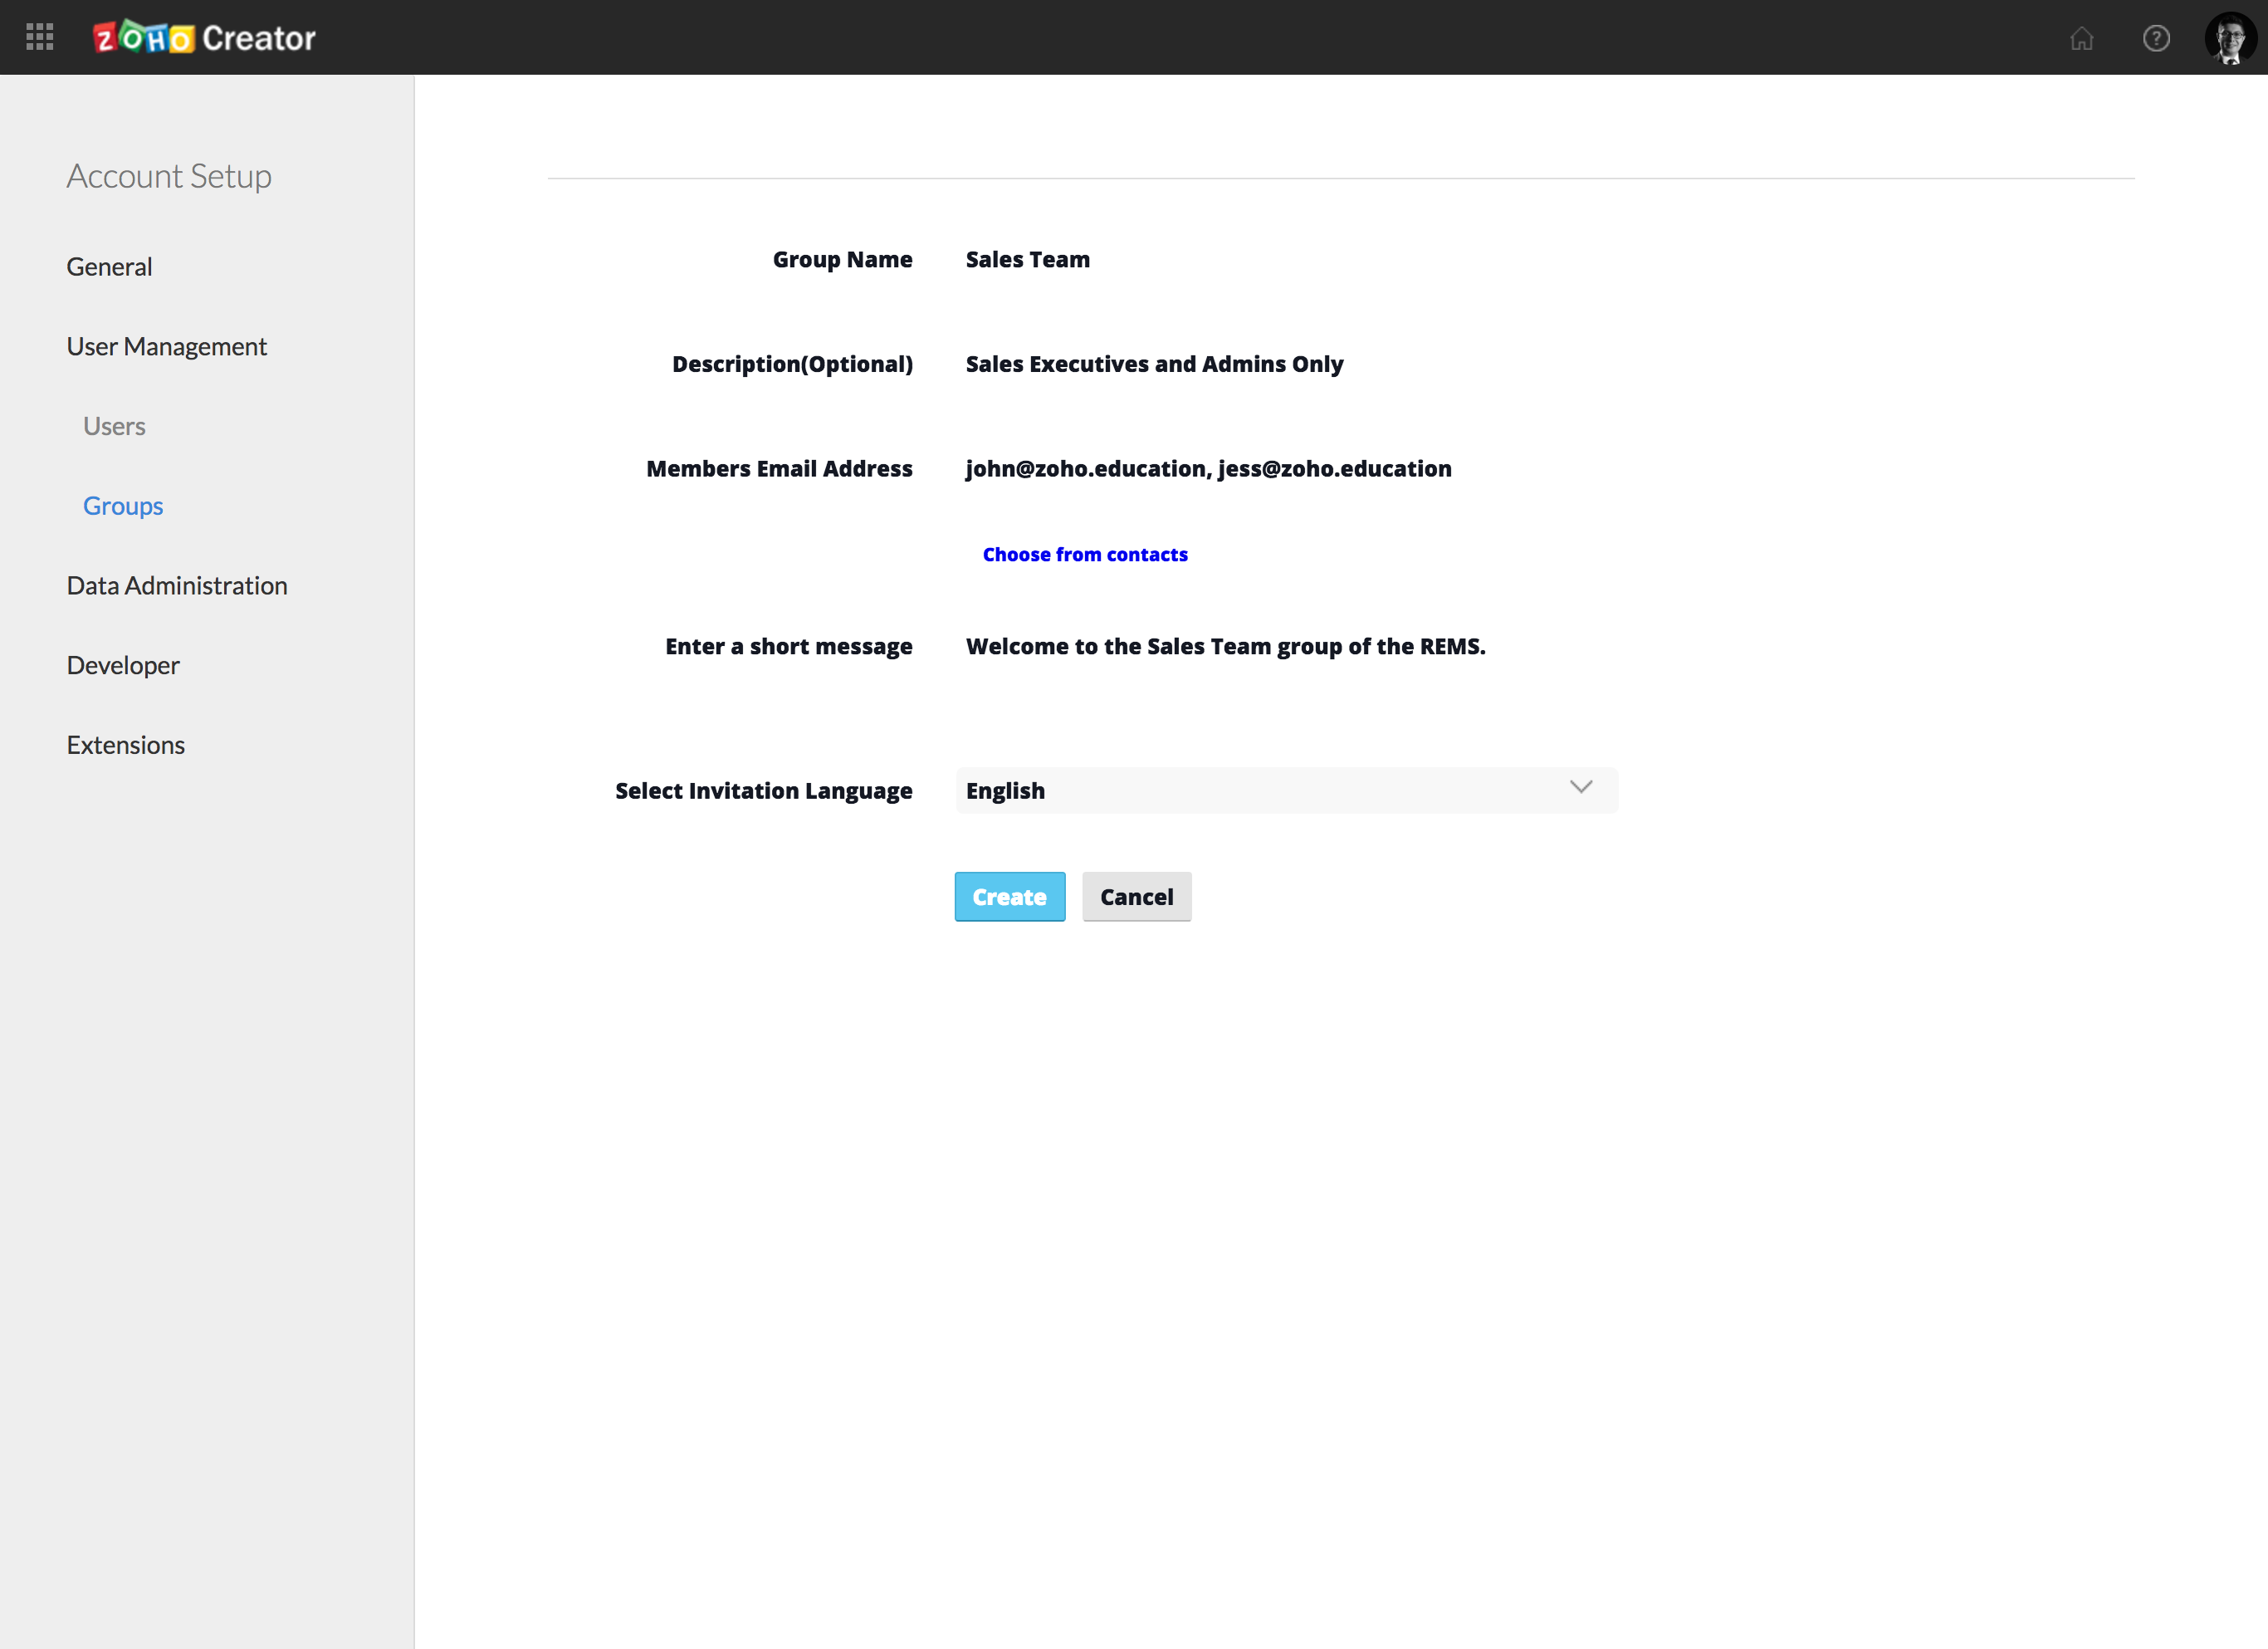 ZOHO Creator
?
Account Setup
General
User Management
Users
Groups
Data Administration
Developer
Extensions
Group Name Sales Team
Description(Optional) Sales Executives and Admins Only
Members Email Address john@zoho.education, jess@zoho.education
Choose from contacts
Enter a short message Welcome to the Sales Team group of the REMS.
Select Invitation Language English
Create Cancel